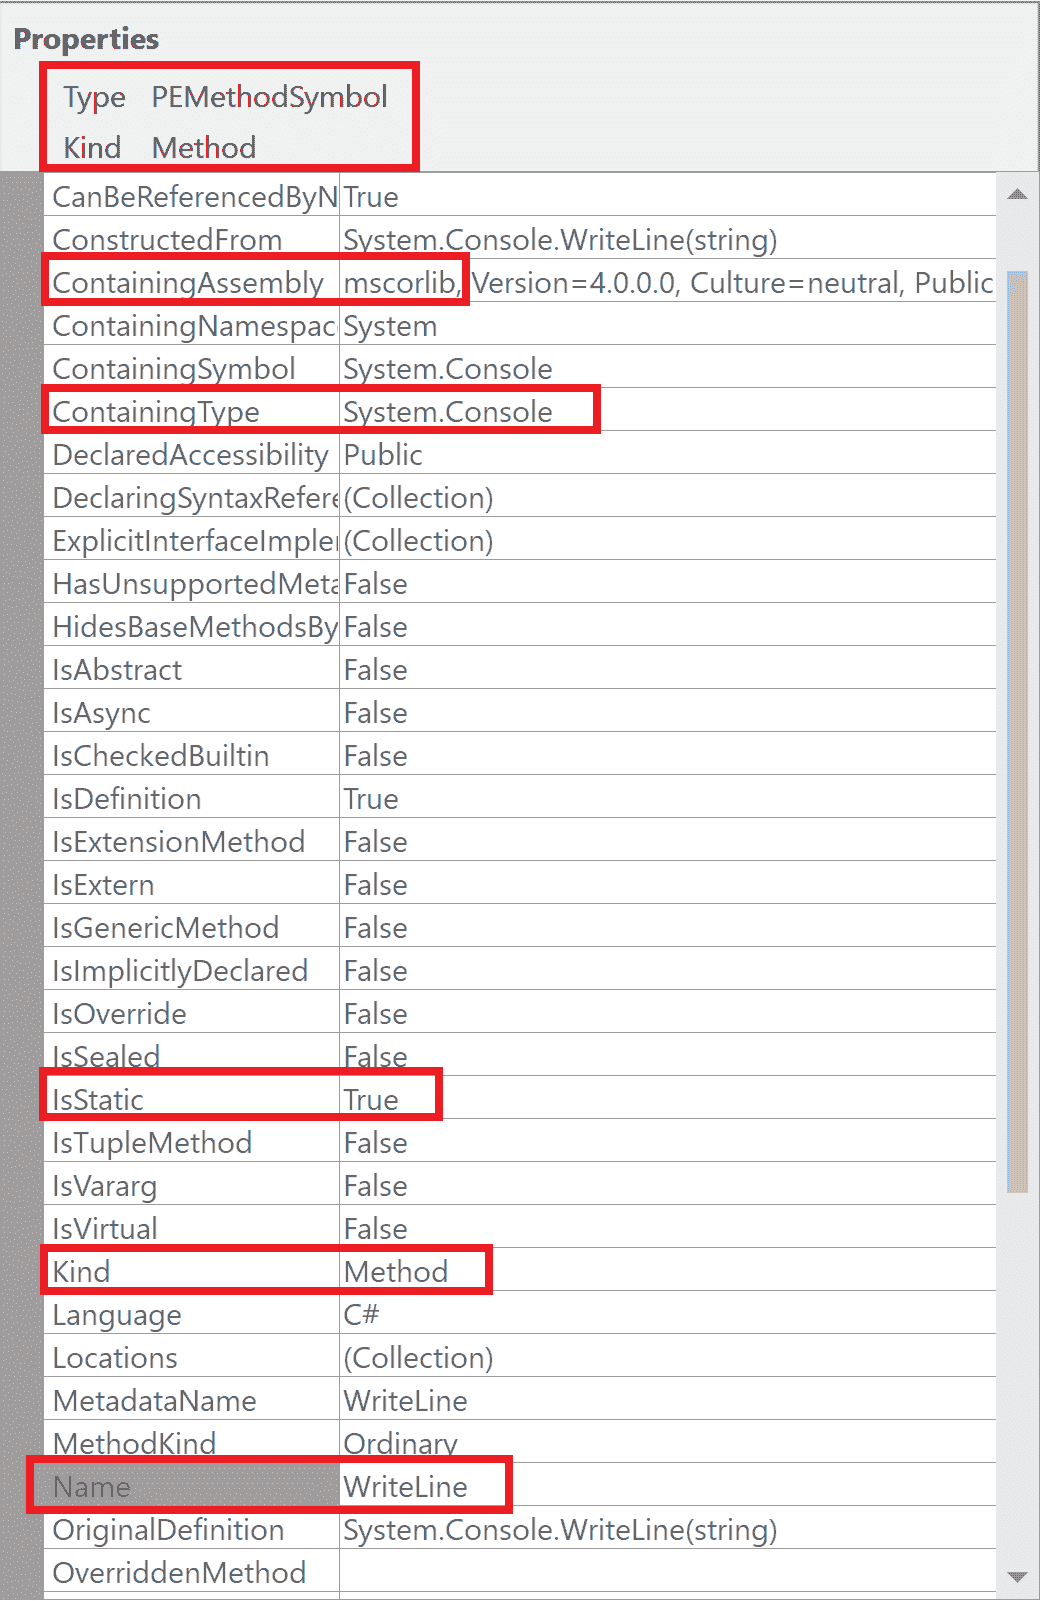 Properties
Type PEMethodSymbol
Kind Method
CanBeReferencedByN True
ConstructedFrom System.Console.WriteLine(string)
ContainingAssembly mscorlib, Version=4.0.0.0, Culture=neutral, Public
ContainingNamespac System
ContainingSymbol System.Console
ContainingType System.Console
DeclaredAccessibility Public
DeclaringSyntaxRefere (Collection)
ExplicitInterfaceImple (Collection)
HasUnsupportedMeta False
HidesBaseMethodsBy False
IsAbstract False
IsAsync False
IsCheckedBuiltin False
IsDefinition True
IsExtensionMethod False
IsExtern False
IsGenericMethod False
IsImplicitlyDeclared False
IsOverride False
IsSealed False
IsStatic True
IsTupleMethod False
IsVararg False
IsVirtual False
Kind Method
Language C#
Locations (Collection)
MetadataName WriteLine
MethodKind Ordinary
Name WriteLine
OriginalDefinition System.Console.WriteLine(string)
OverriddenMethod